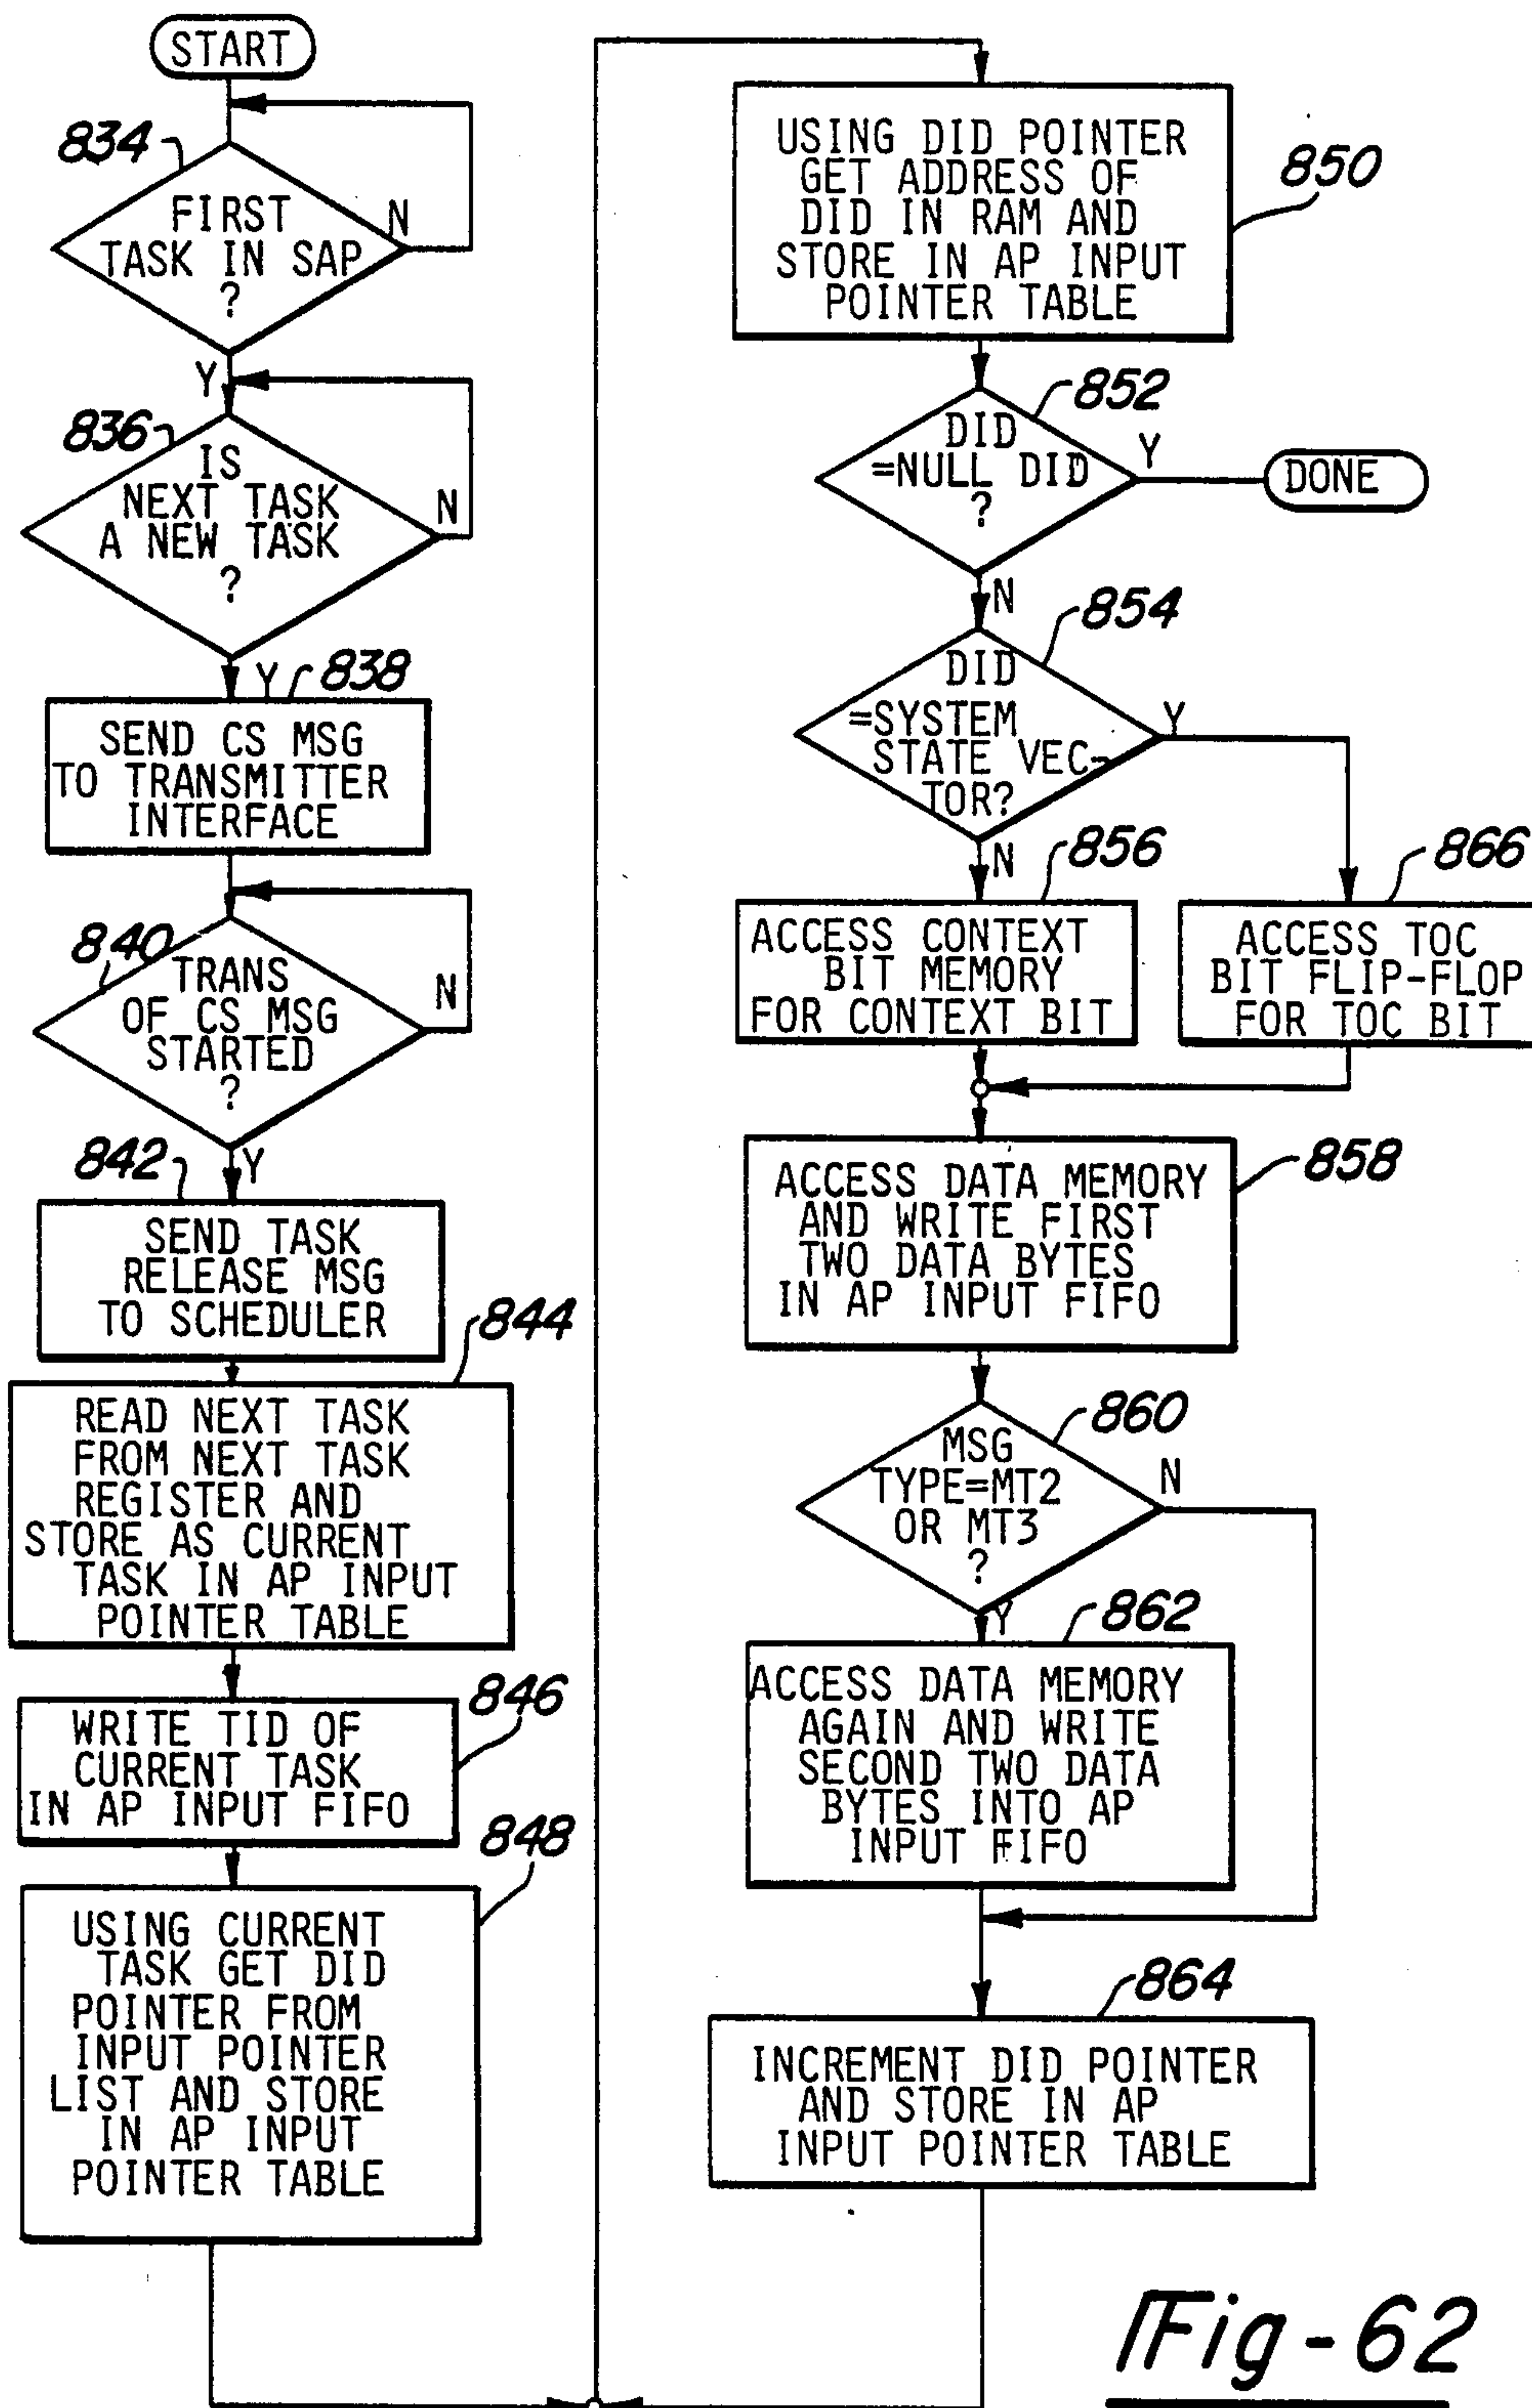 START
834
FIRST
TASK IN SAP
?
N
Y
836
IS
NEXT TASK
A NEW TASK
?
N
Y
838
SEND CS MSG
TO TRANSMITTER
INTERFACE
840
TRANS
OF CS MSG
STARTED
?
N
Y
842
SEND TASK
RELEASE MSG
TO SCHEDULER
844
READ NEXT TASK
FROM NEXT TASK
REGISTER AND
STORE AS CURRENT
TASK IN AP INPUT
POINTER TABLE
846
WRITE TID OF
CURRENT TASK
IN AP INPUT FIFO
848
USING CURRENT
TASK GET DID
POINTER FROM
INPUT POINTER
LIST AND STORE
IN AP INPUT
POINTER TABLE
850
USING DID POINTER
GET ADDRESS OF
DID IN RAM AND
STORE IN AP INPUT
POINTER TABLE
852
DID
=NULL DID
?
Y
DONE
N
854
DID
=SYSTEM
STATE VEC-
TOR?
Y
N
856
ACCESS CONTEXT
BIT MEMORY
FOR CONTEXT BIT
866
ACCESS TOC
BIT FLIP-FLOP
FOR TOC BIT
858
ACCESS DATA MEMORY
AND WRITE FIRST
TWO DATA BYTES
IN AP INPUT FIFO
860
MSG
TYPE=MT2
OR MT3
?
N
Y
862
ACCESS DATA MEMORY
AGAIN AND WRITE
SECOND TWO DATA
BYTES INTO AP
INPUT FIFO
864
INCREMENT DID POINTER
AND STORE IN AP
INPUT POINTER TABLE
Fig-62